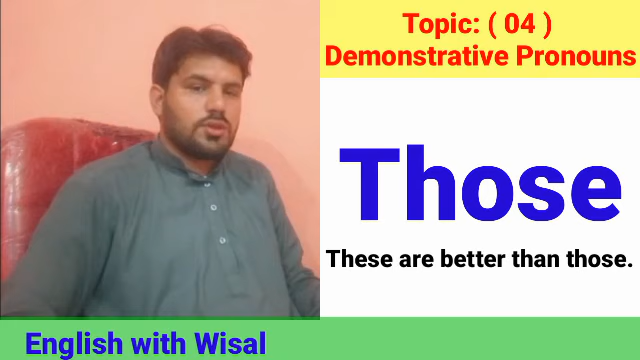 Topic: ( 04 )
Demonstrative Pronouns
Those
These are better than those.
English with Wisal